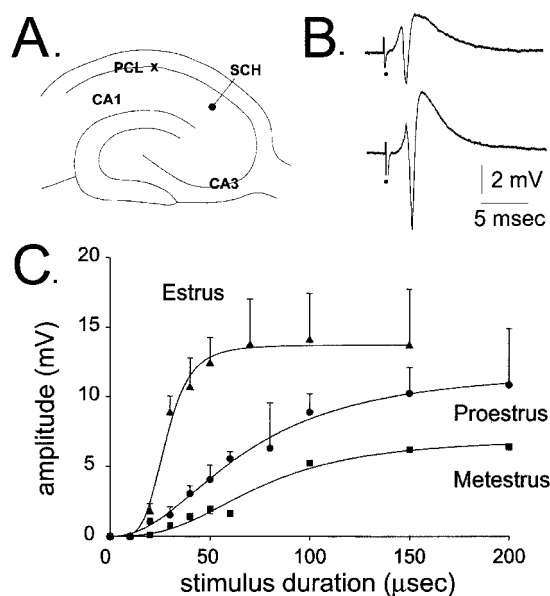 A.
PCL x
SCH
CA1
CA3
B.
2 mV
5 msec
C.
20
15
10
5
0
amplitude (mV)
Estrus
Proestrus
Metestrus
0
50
100
150
200
stimulus duration (μsec)